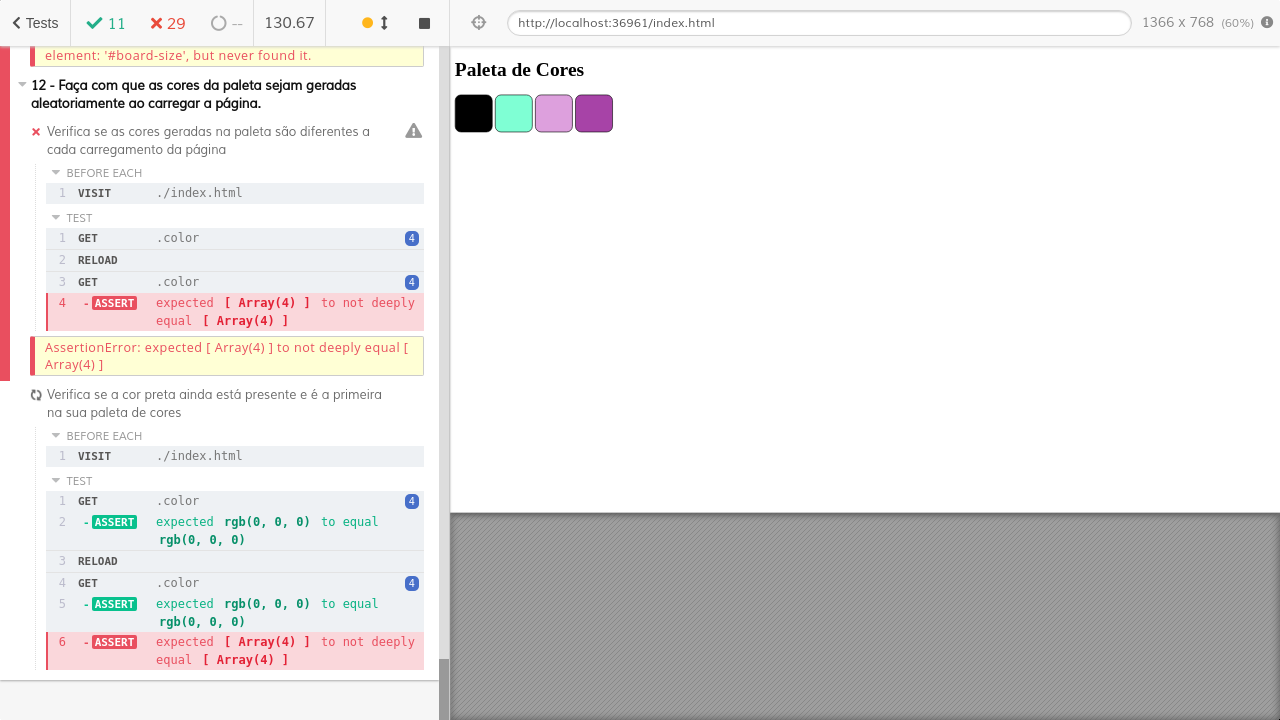 Tests
11
29
--
130.67
http://localhost:36961/index.html
1366 x 768 (60%)
element: '#board-size', but never found it.
12 - Faça com que as cores da paleta sejam geradas
aleatoriamente ao carregar a página.
Verifica se as cores geradas na paleta são diferentes a
cada carregamento da página
BEFORE EACH
1 VISIT ./index.html
TEST
1 GET .color 4
2 RELOAD
3 GET .color 4
4 -ASSERT expected [ Array(4) ] to not deeply
equal [ Array(4) ]
AssertionError: expected [ Array(4) ] to not deeply equal [
Array(4) ]
Verifica se a cor preta ainda está presente e é a primeira
na sua paleta de cores
BEFORE EACH
1 VISIT ./index.html
TEST
1 GET .color 4
2 -ASSERT expected rgb(0, 0, 0) to equal
rgb(0, 0, 0)
3 RELOAD
4 GET .color 4
5 -ASSERT expected rgb(0, 0, 0) to equal
rgb(0, 0, 0)
6 -ASSERT expected [ Array(4) ] to not deeply
equal [ Array(4) ]
Paleta de Cores